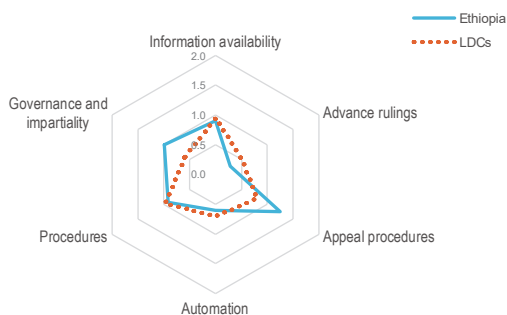 Ethiopia
LDCs
Information availability
2.0
1.5
1.0
0.5
0.0
Governance and
impartiality
Advance rulings
Procedures
Appeal procedures
Automation